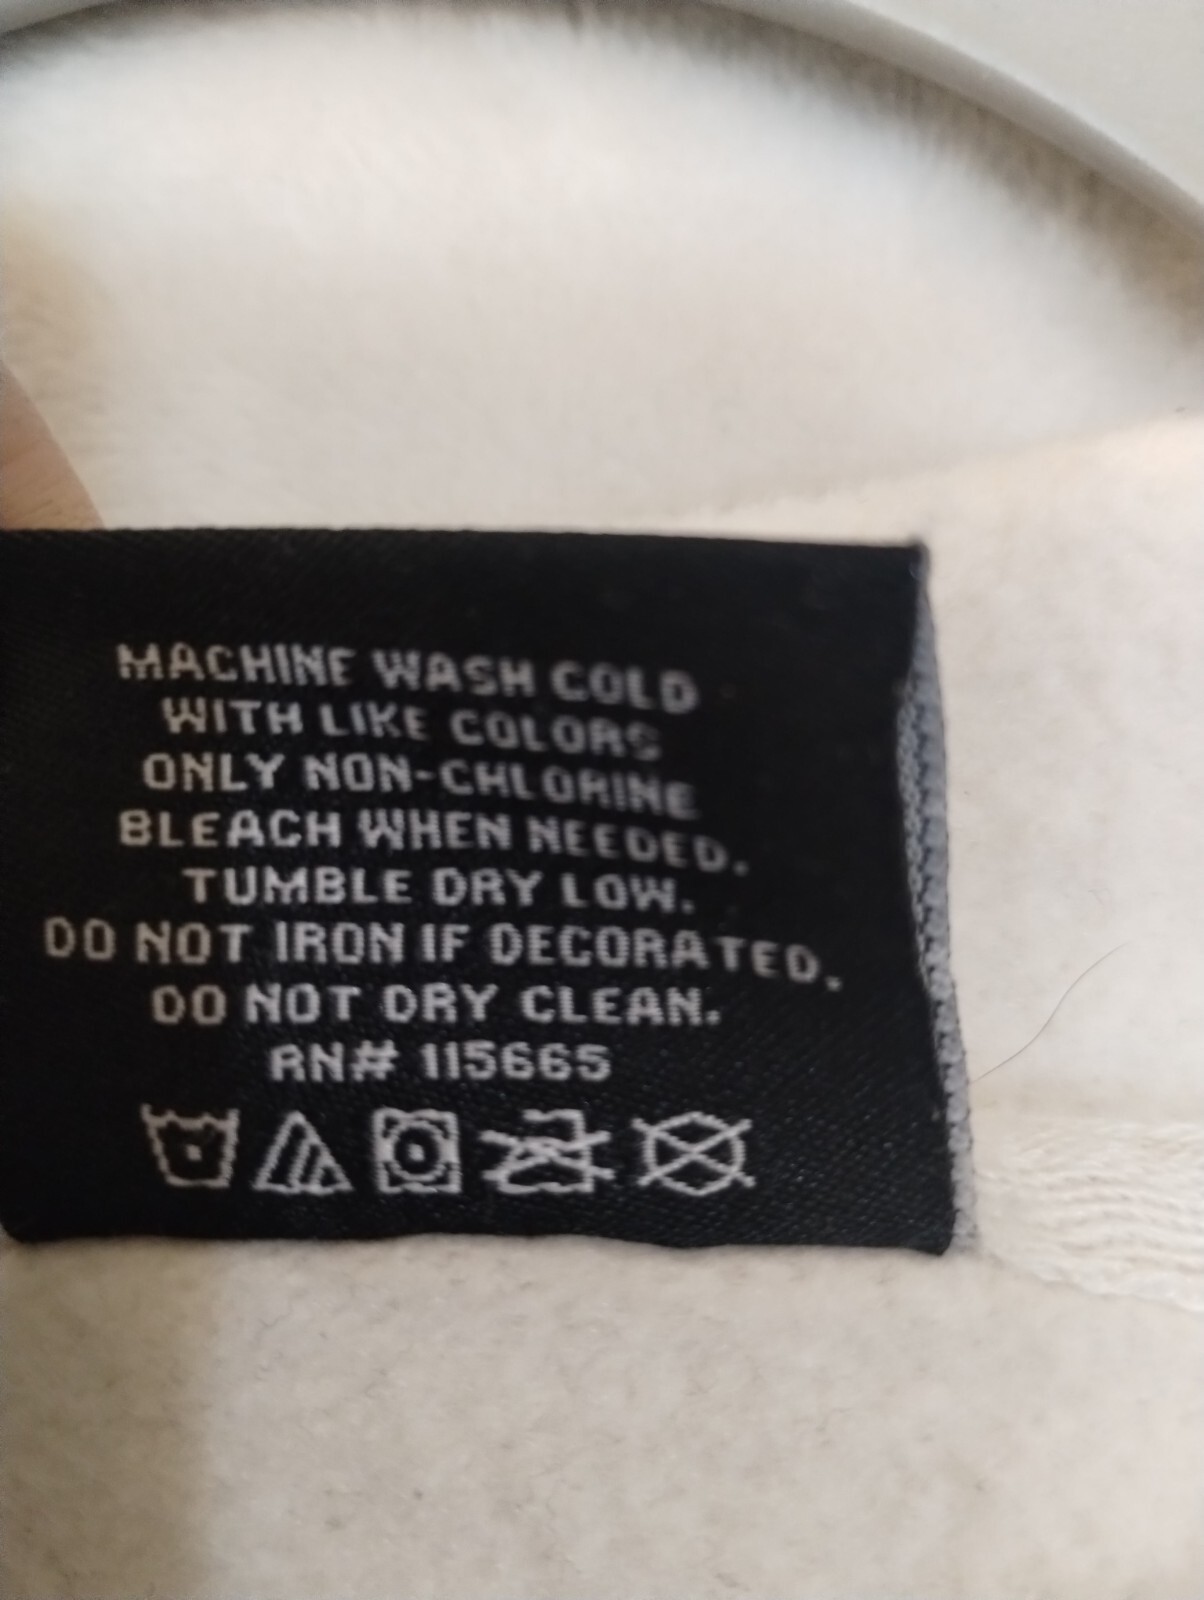 MACHINE WASH COLD
WITH LIKE COLORS
ONLY NON-CHLORINE
BLEACH WHEN NEEDED.
TUMBLE DRY LOW.
DO NOT IRON IF DECORATED.
DO NOT DRY CLEAN.
RN# 115665